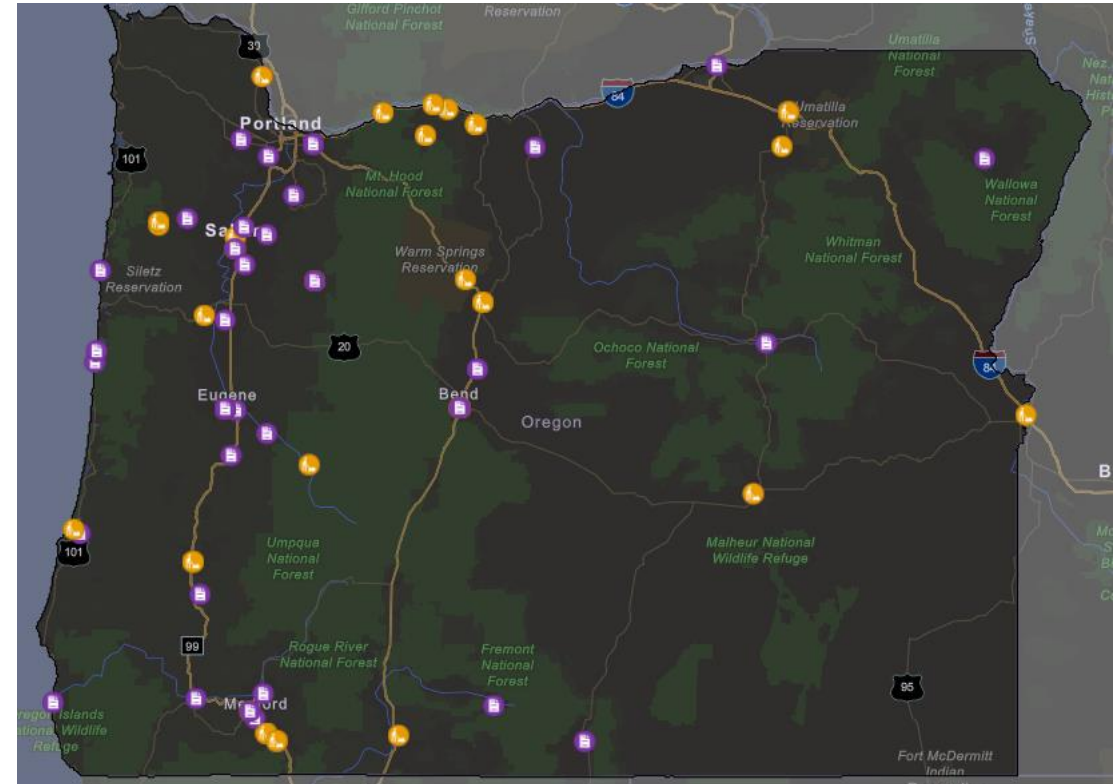 Gifford Pinchot
National Forest
Reservation
Snake
30
84
Umatilla
National
Forest
Nez
Umatilla
Reservation
Portland
101
Mt. Hood
National Forest
Wallowa
National
Forest
Warm Springs
Reservation
Whitman
National Forest
Siletz
Reservation
20
Ochoco National
Forest
84
Eugene
Bend
Oregon
B
101
Umpqua
National
Forest
Malheur National
Wildlife Refuge
99
Rogue River
National Forest
Fremont
National
Forest
95
Islands
Wildlife
Refuge
Fort McDermitt
Indian